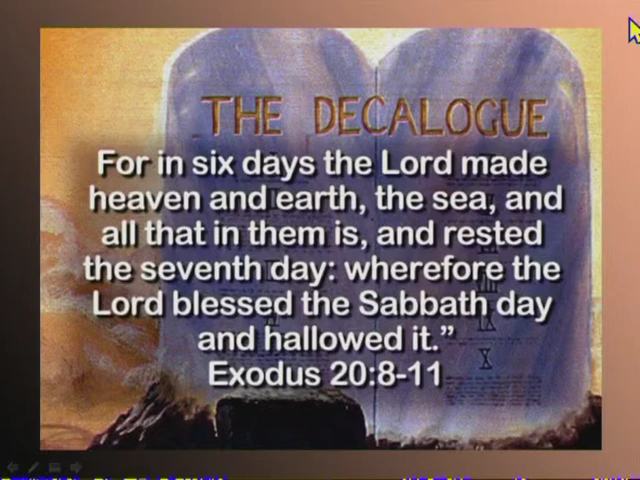 THE DECALOGUE
For in six days the Lord made
heaven and earth, the sea, and
all that in them is, and rested
the seventh day: wherefore the
Lord blessed the Sabbath day
and hallowed it.”
Exodus 20:8-11